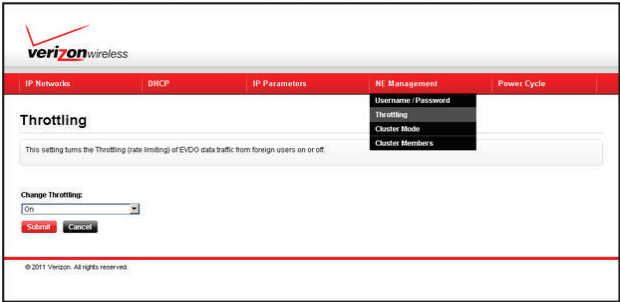 verizonwireless
IP Networks DHCP IP Parameters NE Management Power Cycle
Username / Password
Throttling
Cluster Mode
Cluster Members
Throttling
This setting turns the Throttling (rate limiting) of EVDO data traffic from foreign users on or off.
Change Throttling:
On
Submit Cancel
© 2011 Verizon. All rights reserved.